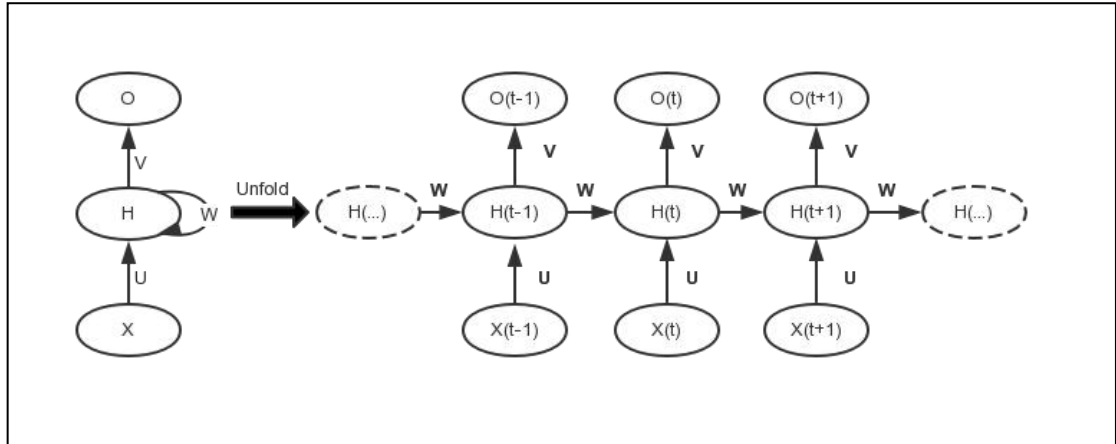 O O(t-1) O(t) O(t+1)
V V V V
Unfold W W W W
H W H(...) H(t-1) H(t) H(t+1) H(...)
U U U U
X X(t-1) X(t) X(t+1)